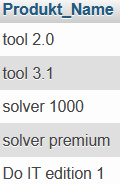 Produkt_Name
tool 2.0
tool 3.1
solver 1000
solver premium
Do IT edition 1